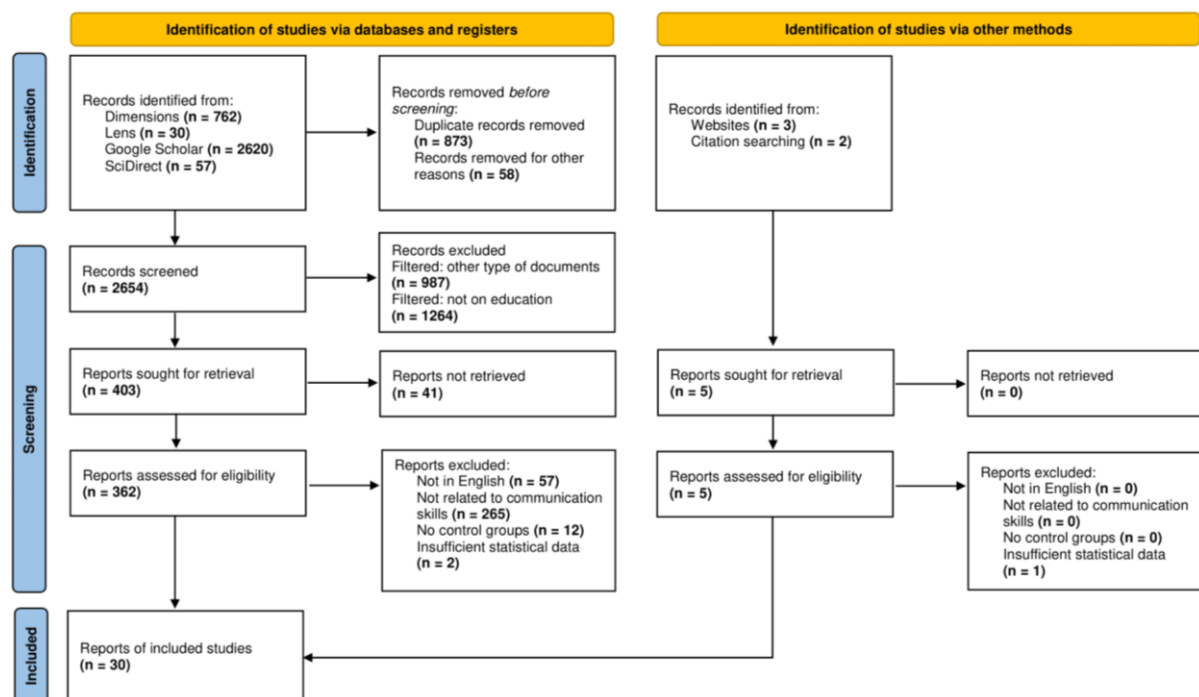 Identification of studies via databases and registers
Identification of studies via other methods
Identification
Records identified from:
Dimensions (n = 762)
Lens (n = 30)
Google Scholar (n = 2620)
SciDirect (n = 57)
Records removed before
screening:
Duplicate records removed
(n = 873)
Records removed for other
reasons (n = 58)
Records identified from:
Websites (n = 3)
Citation searching (n = 2)
Screening
Records screened
(n = 2654)
Records excluded
Filtered: other type of documents
(n = 987)
Filtered: not on education
(n = 1264)
Reports sought for retrieval
(n = 403)
Reports not retrieved
(n = 41)
Reports sought for retrieval
(n = 5)
Reports not retrieved
(n = 0)
Reports assessed for eligibility
(n = 362)
Reports excluded:
Not in English (n = 57)
Not related to communication
skills (n = 265)
No control groups (n = 12)
Insufficient statistical data
(n = 2)
Reports assessed for eligibility
(n = 5)
Reports excluded:
Not in English (n = 0)
Not related to communication
skills (n = 0)
No control groups (n = 0)
Insufficient statistical data
(n = 1)
Included
Reports of included studies
(n = 30)